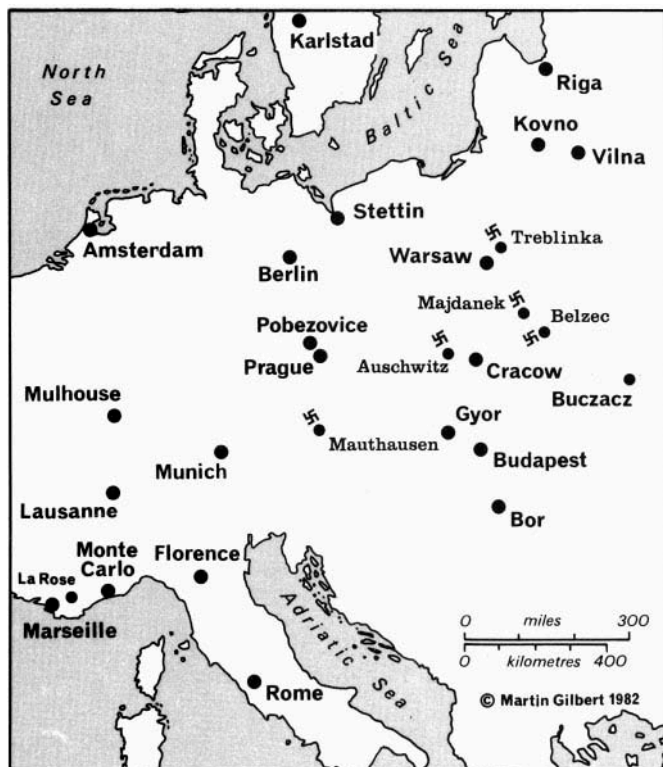 Karlstad
North
Sea
Baltic Sea
Riga
Kovno
Vilna
Stettin
Amsterdam
Treblinka
Warsaw
Berlin
Majdanek
Belzec
Pobezovice
Prague
Auschwitz
Cracow
Buczacz
Mulhouse
Gyor
Mauthausen
Budapest
Munich
Lausanne
Bor
Monte
Carlo
Florence
La Rose
Marseille
Adriatic Sea
0 miles 300
0 kilometres 400
Rome
© Martin Gilbert 1982